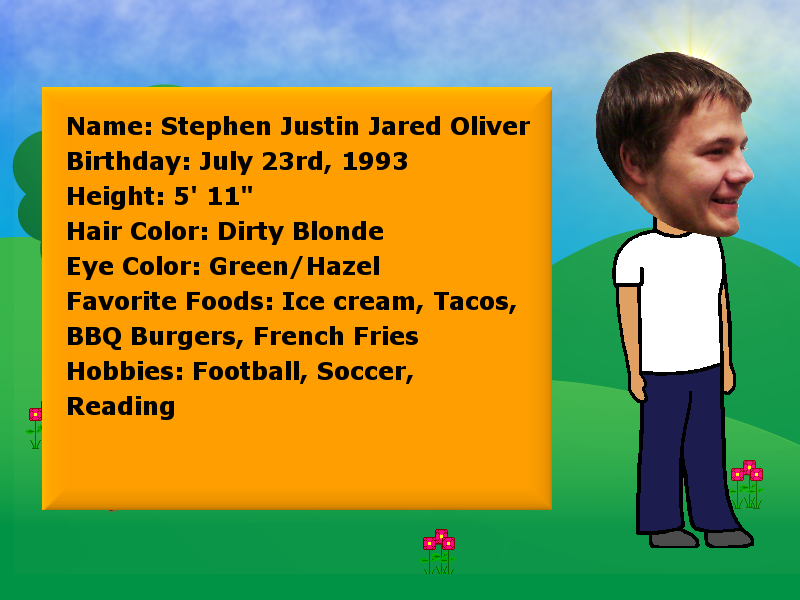 Name: Stephen Justin Jared Oliver
Birthday: July 23rd, 1993
Height: 5' 11"
Hair Color: Dirty Blonde
Eye Color: Green/Hazel
Favorite Foods: Ice cream, Tacos,
BBQ Burgers, French Fries
Hobbies: Football, Soccer,
Reading